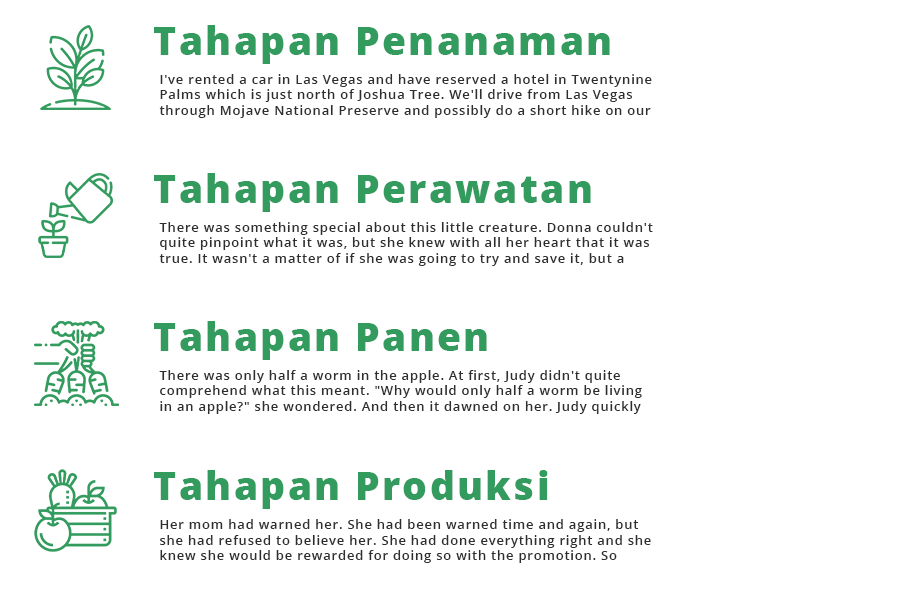 Tahapan Penanaman
I've rented a car in Las Vegas and have reserved a hotel in Twentynine
Palms which is just north of Joshua Tree. We'll drive from Las Vegas
through Mojave National Preserve and possibly do a short hike on our
Tahapan Perawatan
There was something special about this little creature. Donna couldn't
quite pinpoint what it was, but she knew with all her heart that it was
true. It wasn't a matter of if she was going to try and save it, but a
Tahapan Panen
There was only half a worm in the apple. At first, Judy didn't quite
comprehend what this meant. "Why would only half a worm be living
in an apple?" she wondered. And then it dawned on her. Judy quickly
Tahapan Produksi
Her mom had warned her. She had been warned time and again, but
she had refused to believe her. She had done everything right and she
knew she would be rewarded for doing so with the promotion. So